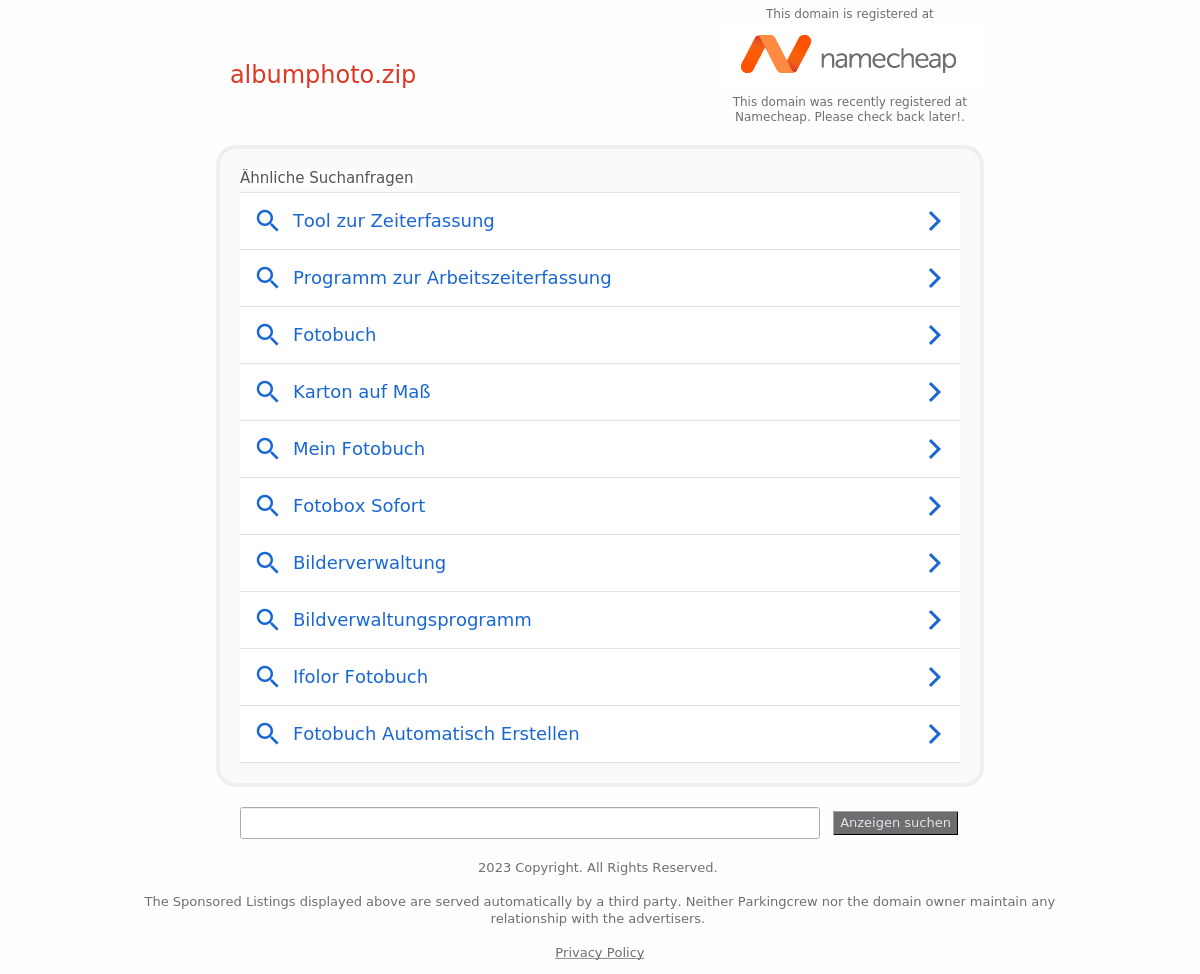 This domain is registered at
namecheap
albumphoto.zip
This domain was recently registered at
Namecheap. Please check back later!.
Ähnliche Suchanfragen
Tool zur Zeiterfassung
Programm zur Arbeitszeiterfassung
Fotobuch
Karton auf Maß
Mein Fotobuch
Fotobox Sofort
Bilderverwaltung
Bildverwaltungsprogramm
Ifolor Fotobuch
Fotobuch Automatisch Erstellen
Anzeigen suchen
2023 Copyright. All Rights Reserved.
The Sponsored Listings displayed above are served automatically by a third party. Neither Parkingcrew nor the domain owner maintain any
relationship with the advertisers.
Privacy Policy